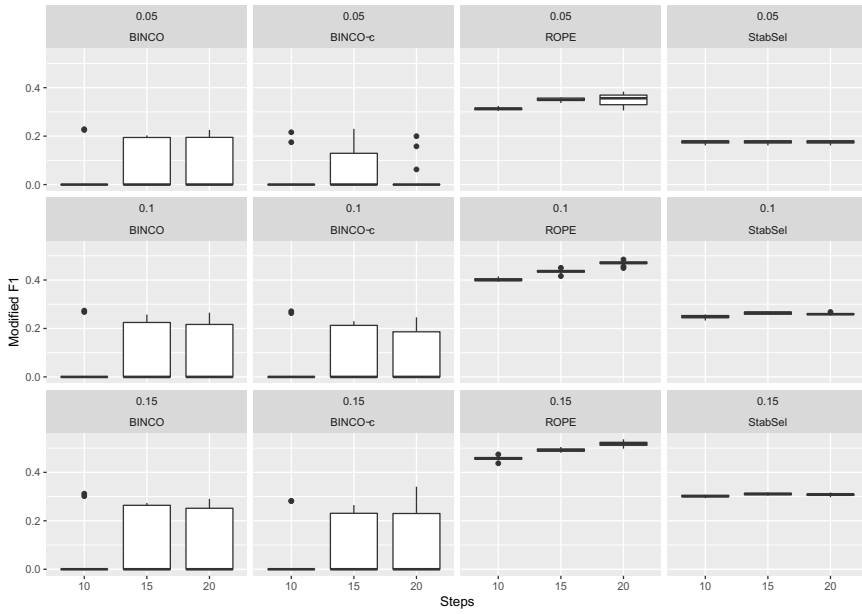 0.05 0.05 0.05 0.05
BINCO BINCO-c ROPE StabSel
0.4
0.2
0.0
0.1 0.1 0.1 0.1
BINCO BINCO-c ROPE StabSel
0.4
0.2
0.0
Modified F1
0.15 0.15 0.15 0.15
BINCO BINCO-c ROPE StabSel
0.4
0.2
0.0
10 15 20 10 15 20 10 15 20 10 15 20
Steps